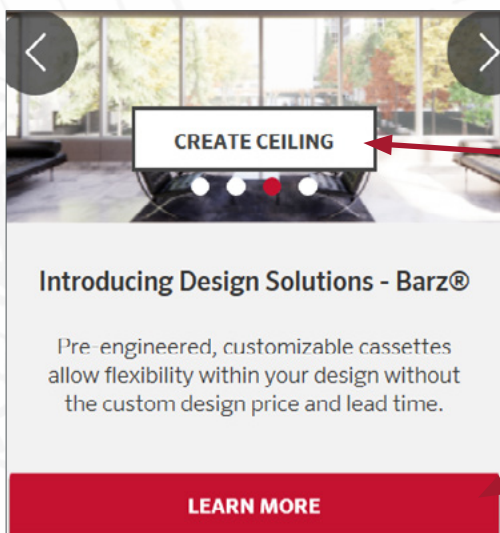 CREATE CEILING
Introducing Design Solutions - Barz®
Pre-engineered, customizable cassettes
allow flexibility within your design without
the custom design price and lead time.
LEARN MORE